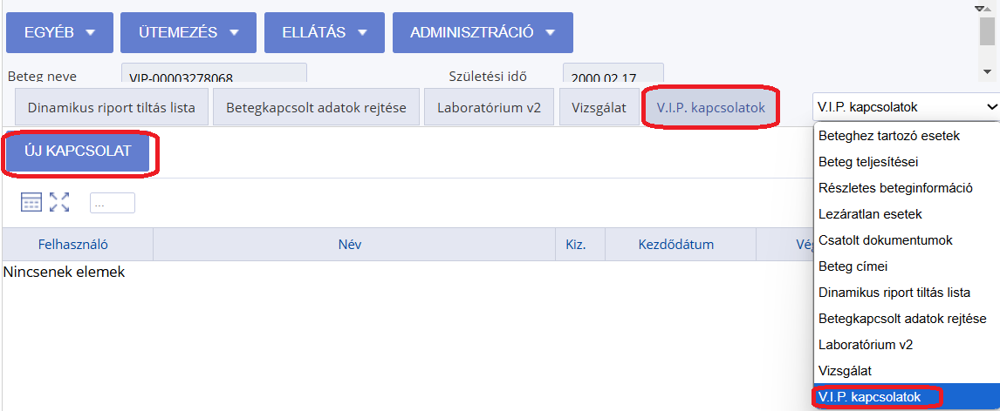 EGYÉB
ÜTEMEZÉS
ELLÁTÁS
ADMINISZTRÁCIÓ
Beteg neve
VIP-00003278068
Születési idő
2000.02.17
Dinamikus riport tiltás lista
Betegkapcsolt adatok rejtése
Laboratórium v2
Vizsgálat
V.I.P. kapcsolatok
V.I.P. kapcsolatok
ÚJ KAPCSOLAT
...
Felhasználó
Név
Kiz.
Kezdődátum
Nincsenek elemek
Beteghez tartozó esetek
Beteg teljesítései
Részletes beteginformáció
Lezáratlan esetek
Csatolt dokumentumok
Beteg címei
Dinamikus riport tiltás lista
Betegkapcsolt adatok rejtése
Laboratórium v2
Vizsgálat
V.I.P. kapcsolatok